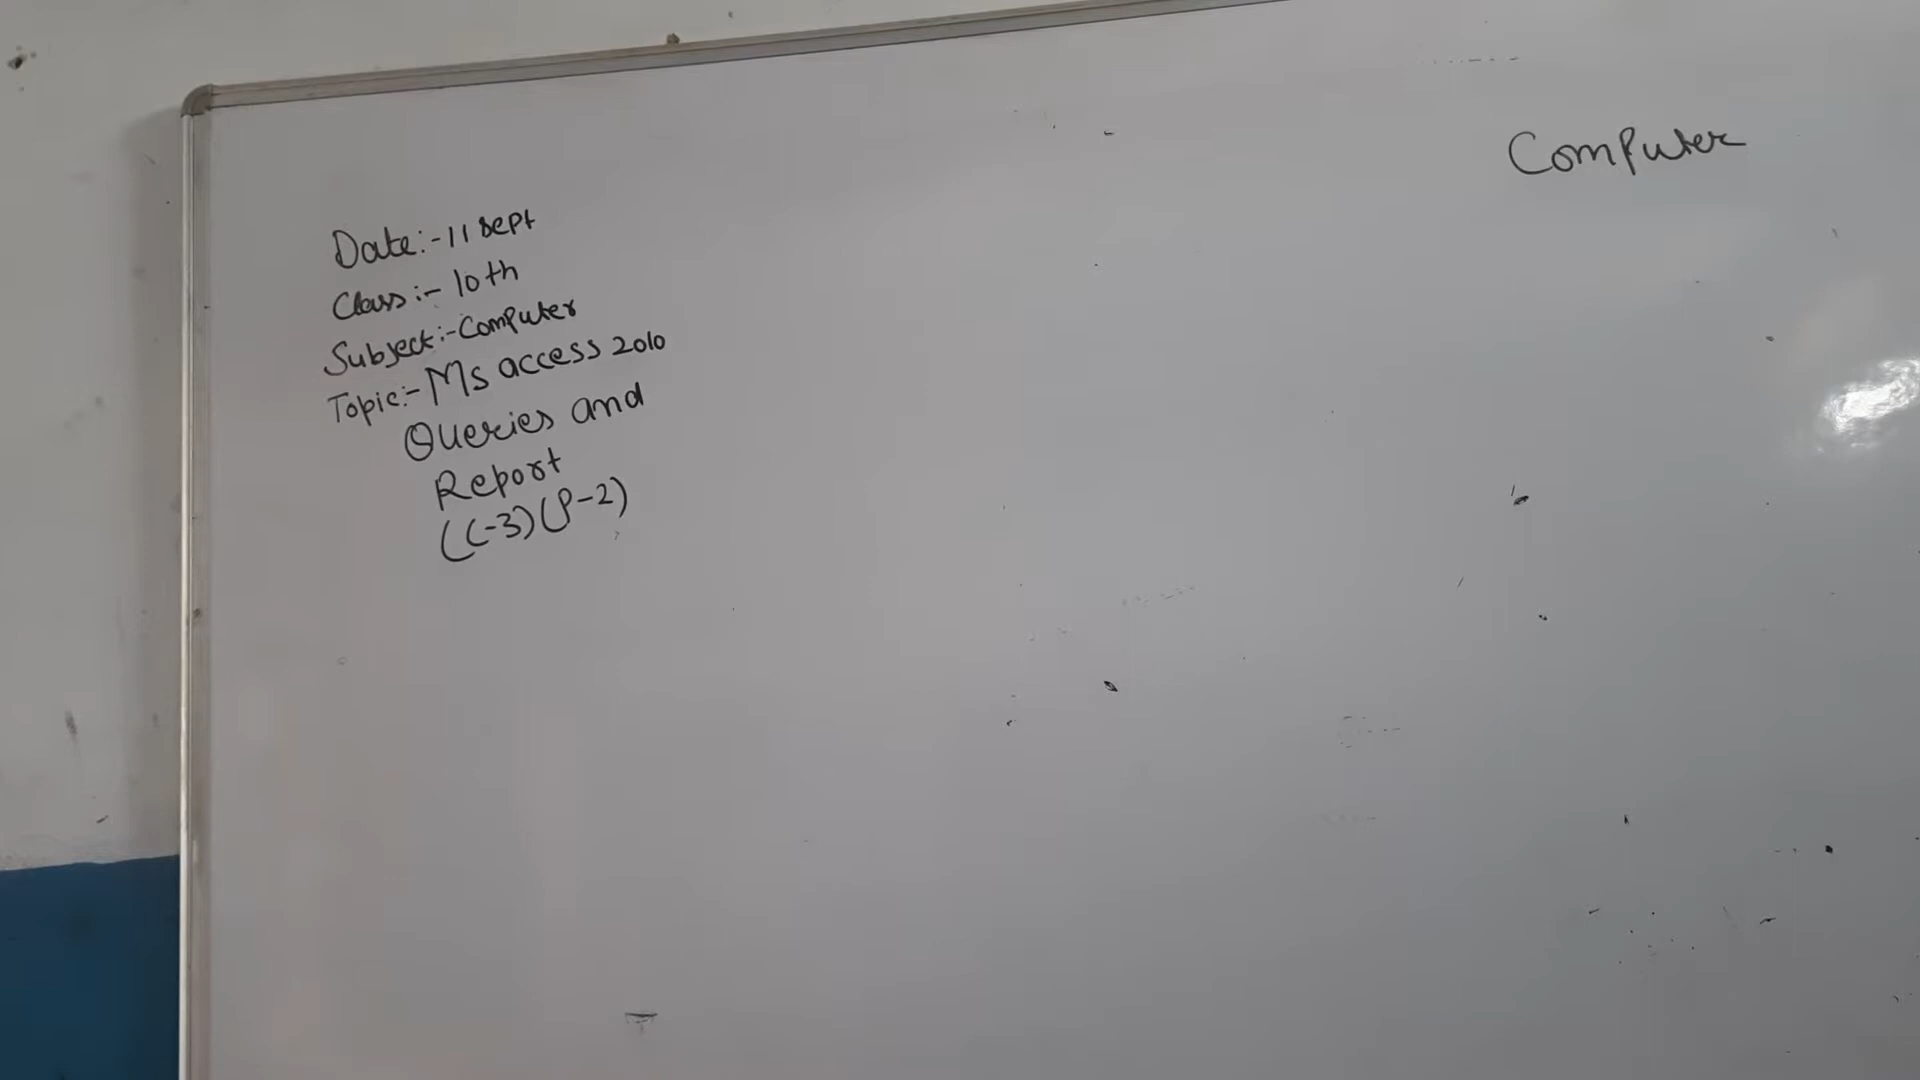 Computer
Date:- 11 Sept
Class:- 10th
Subject:- Computer
Topic:- Ms access 2010
Queries and
Report
(C-3)(P-2)